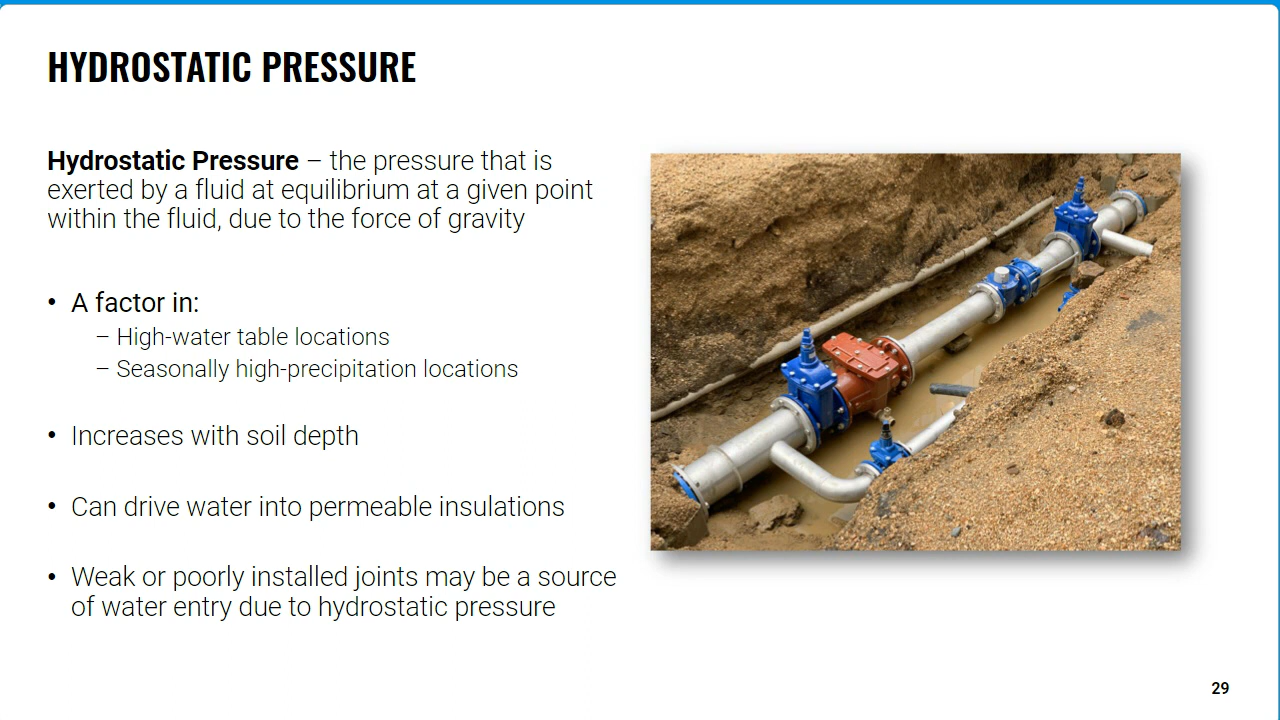 HYDROSTATIC PRESSURE
Hydrostatic Pressure – the pressure that is
exerted by a fluid at equilibrium at a given point
within the fluid, due to the force of gravity
• A factor in:
– High-water table locations
– Seasonally high-precipitation locations
• Increases with soil depth
• Can drive water into permeable insulations
• Weak or poorly installed joints may be a source
of water entry due to hydrostatic pressure
29